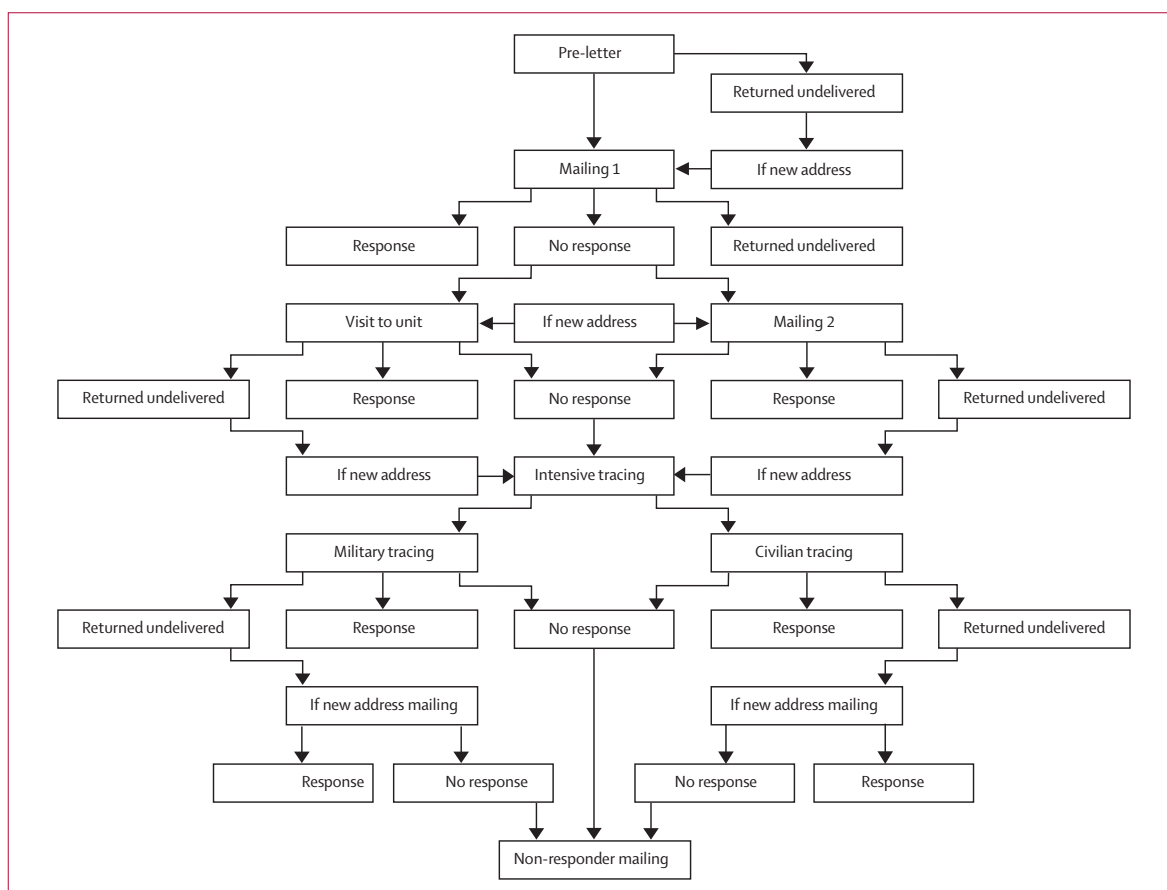 Pre-letter
Returned undelivered
Mailing 1
If new address
Response
No response
Returned undelivered
Visit to unit
If new address
Mailing 2
Returned undelivered
Response
No response
Response
Returned undelivered
If new address
Intensive tracing
If new address
Military tracing
Civilian tracing
Returned undelivered
Response
No response
Response
Returned undelivered
If new address mailing
If new address mailing
Response
No response
No response
Response
Non-responder mailing